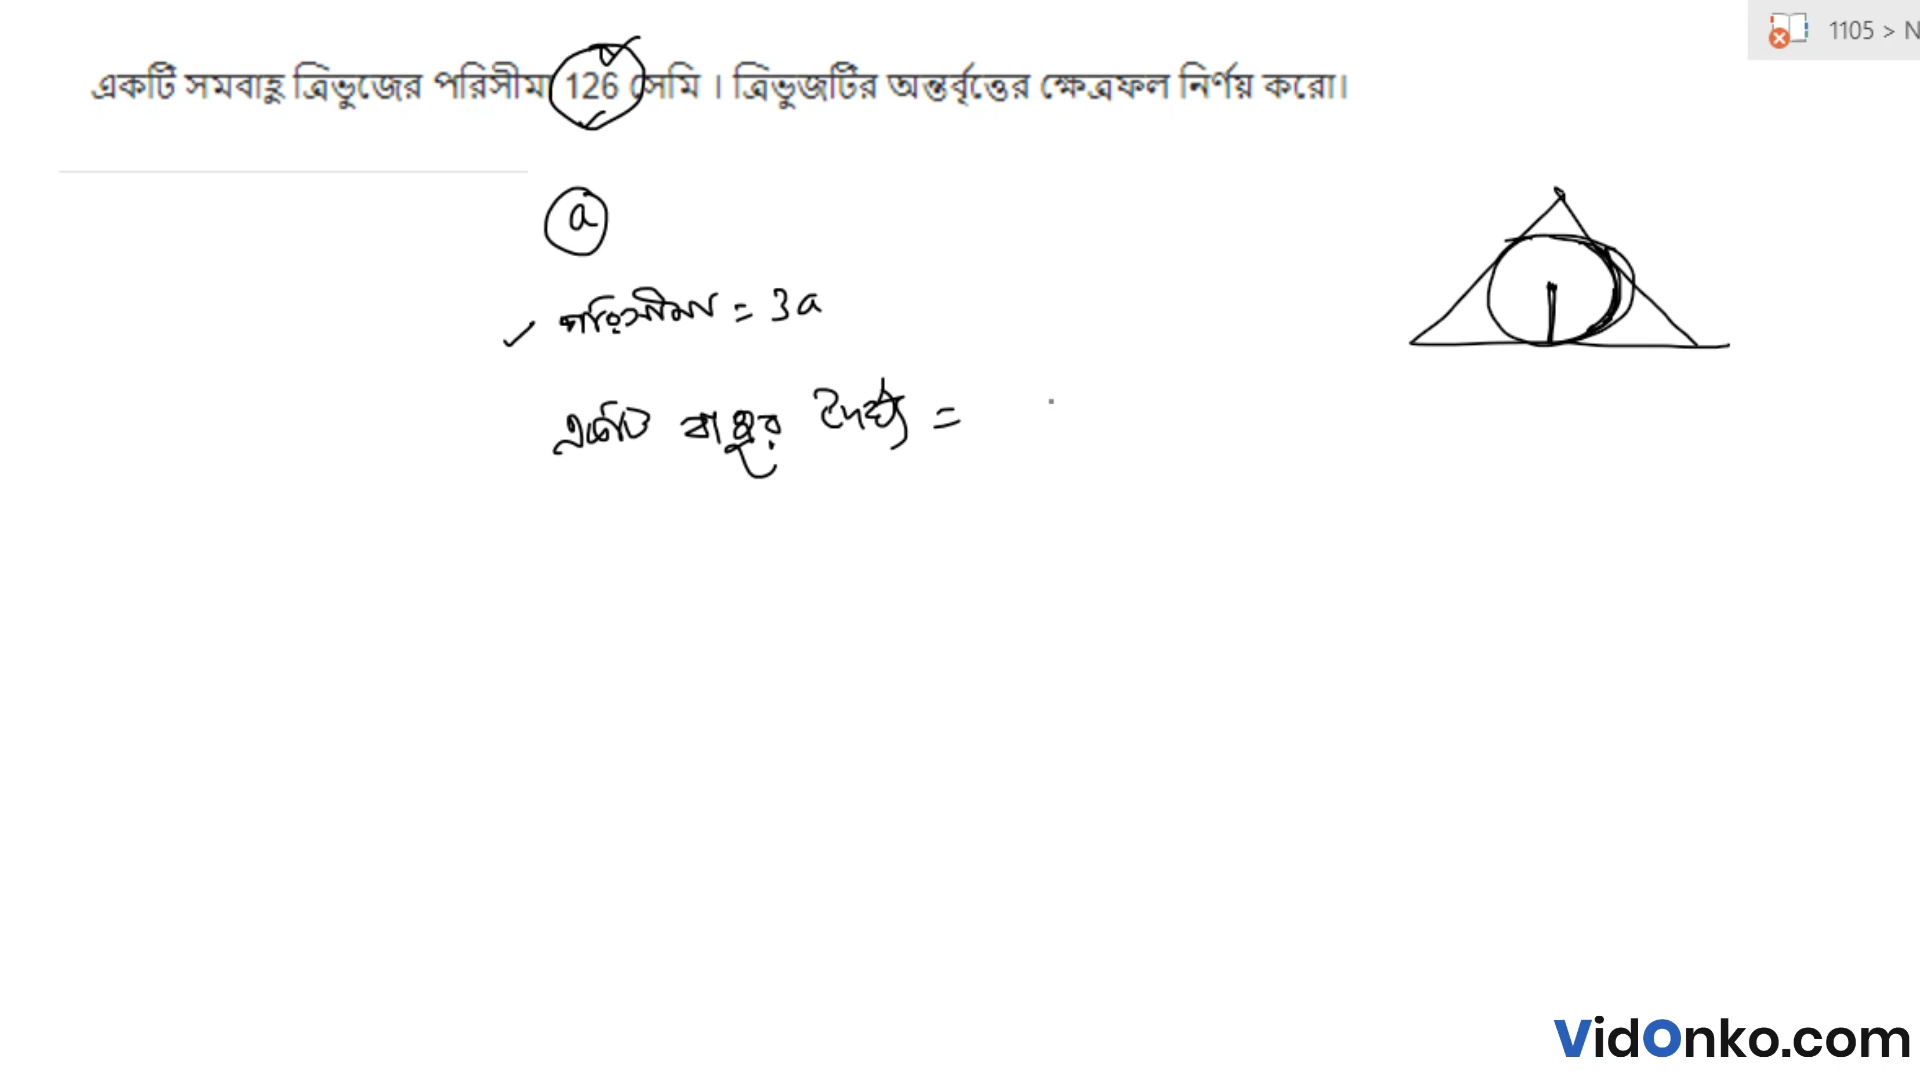 1105 > N
একটি সমবাহু ত্রিভুজের পরিসীমা 126 সেমি । ত্রিভুজটির অন্তর্বৃত্তের ক্ষেত্রফল নির্ণয় করো।
a
পরিসীমা = 3a
একটি বাহুর দৈর্ঘ্য =
VidOnko.com